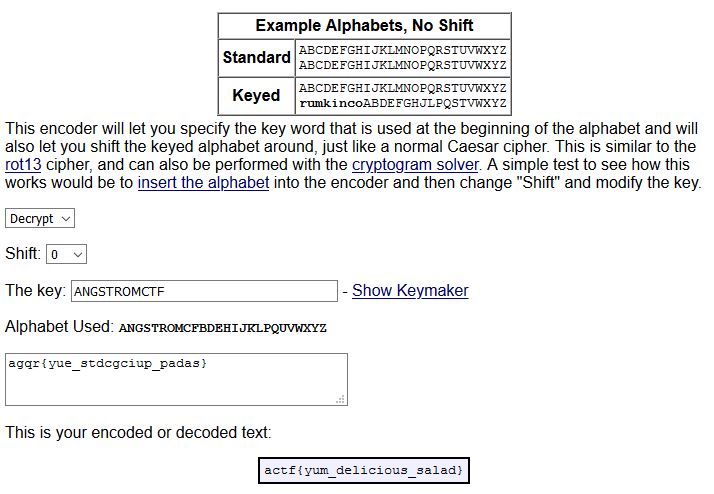 Example Alphabets, No Shift
Standard ABCDEFGHIJKLMNOPQRSTUVWXYZ
ABCDEFGHIJKLMNOPQRSTUVWXYZ
Keyed ABCDEFGHIJKLMNOPQRSTUVWXYZ
rumkincoABDEFGHJLPQSTVWXYZ
This encoder will let you specify the key word that is used at the beginning of the alphabet and will
also let you shift the keyed alphabet around, just like a normal Caesar cipher. This is similar to the
rot13 cipher, and can also be performed with the cryptogram solver. A simple test to see how this
works would be to insert the alphabet into the encoder and then change "Shift" and modify the key.
Decrypt
Shift: 0
The key: ANGSTROMCTF - Show Keymaker
Alphabet Used: ANGSTROMCFBDEHIJKLPQUVWXYZ
agqr{yue_stdcgciup_padas}
This is your encoded or decoded text:
actf{yum_delicious_salad}